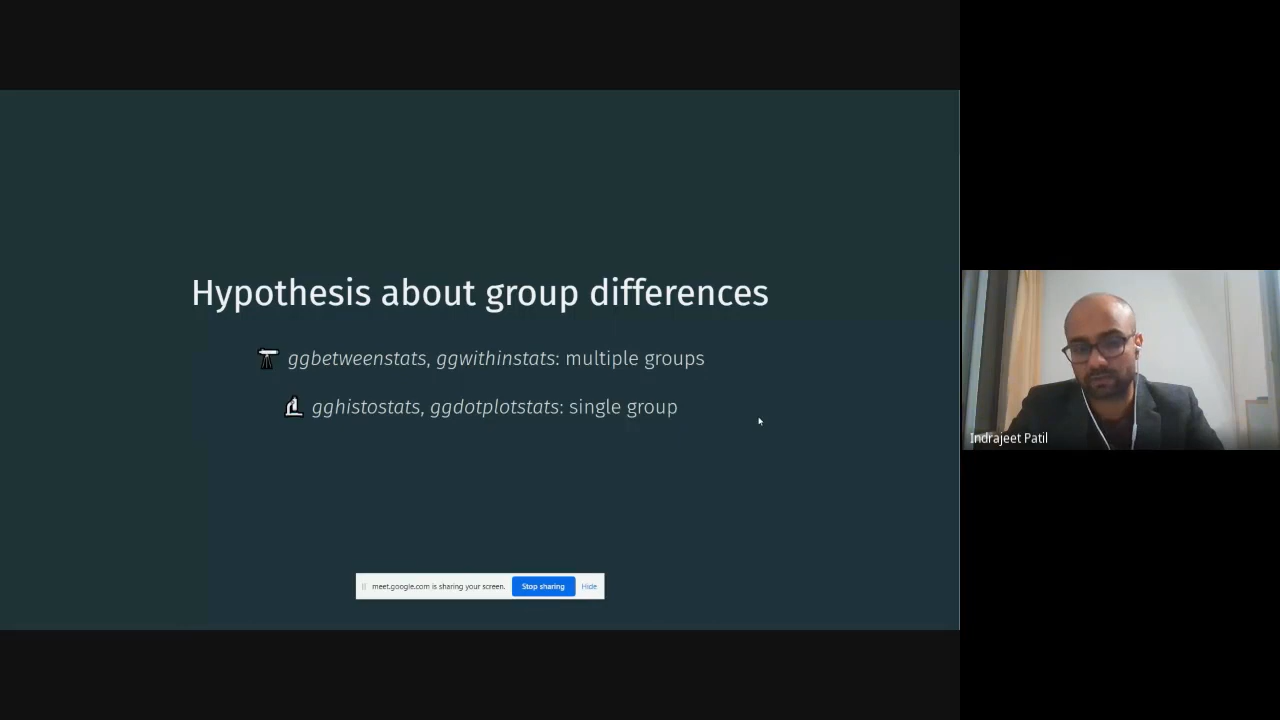 Hypothesis about group differences
ggbetweenstats, ggwithinstats: multiple groups
gghistostats, ggdotplotstats: single group
meet.google.com is sharing your screen. Stop sharing Hide
Indrajeet Patil